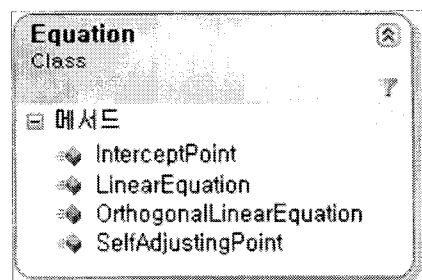 Equation
Class
메서드
InterceptPoint
LinearEquation
OrthogonalLinearEquation
SelfAdjustingPoint